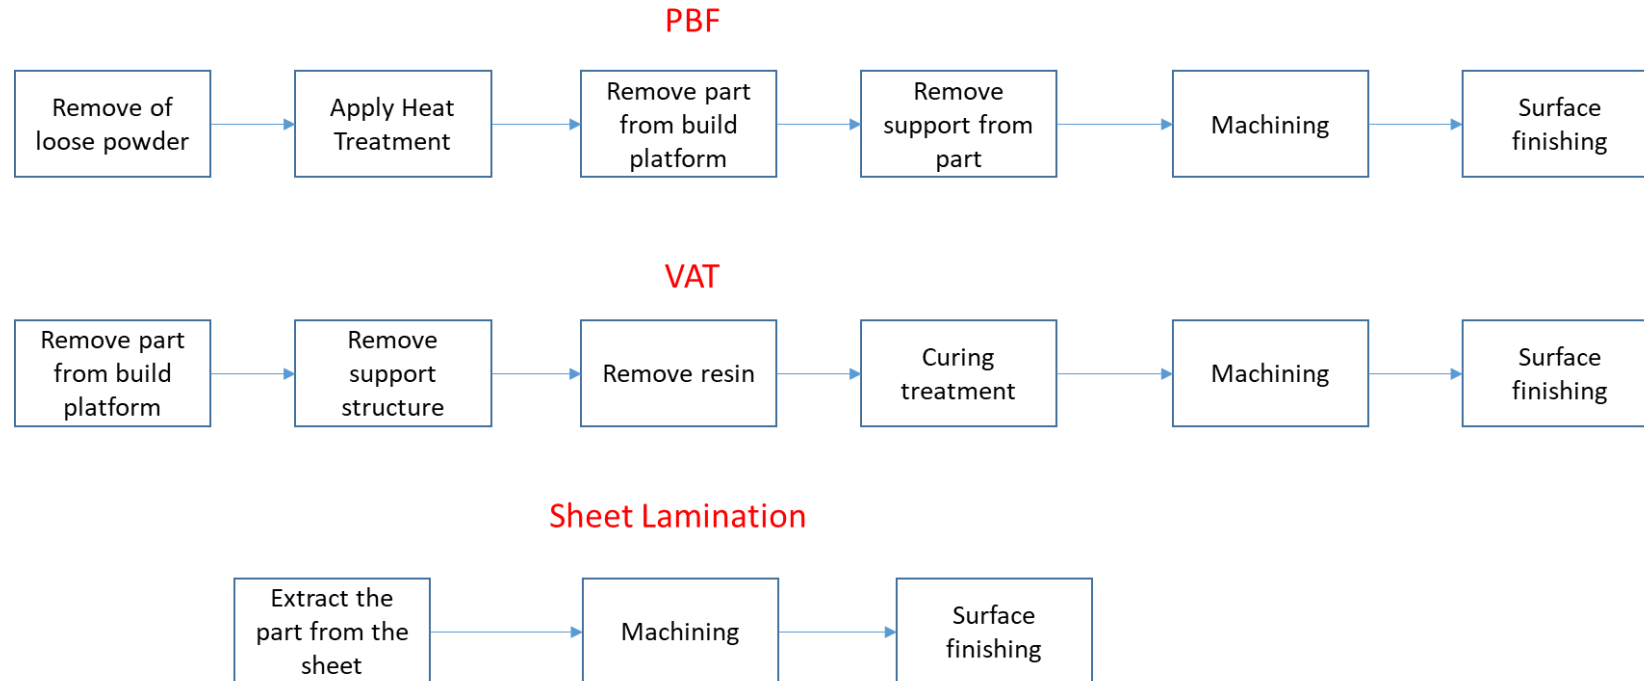 PBF
Remove of
loose powder
Apply Heat
Treatment
Remove part
from build
platform
Remove
support from
part
Machining
Surface
finishing
VAT
Remove part
from build
platform
Remove
support
structure
Remove resin
Curing
treatment
Machining
Surface
finishing
Sheet Lamination
Extract the
part from the
sheet
Machining
Surface
finishing